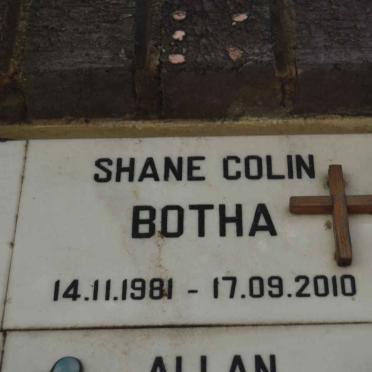 SHANE COLIN
BOTHA
14.11.1981 - 17.09.2010
ALLAN